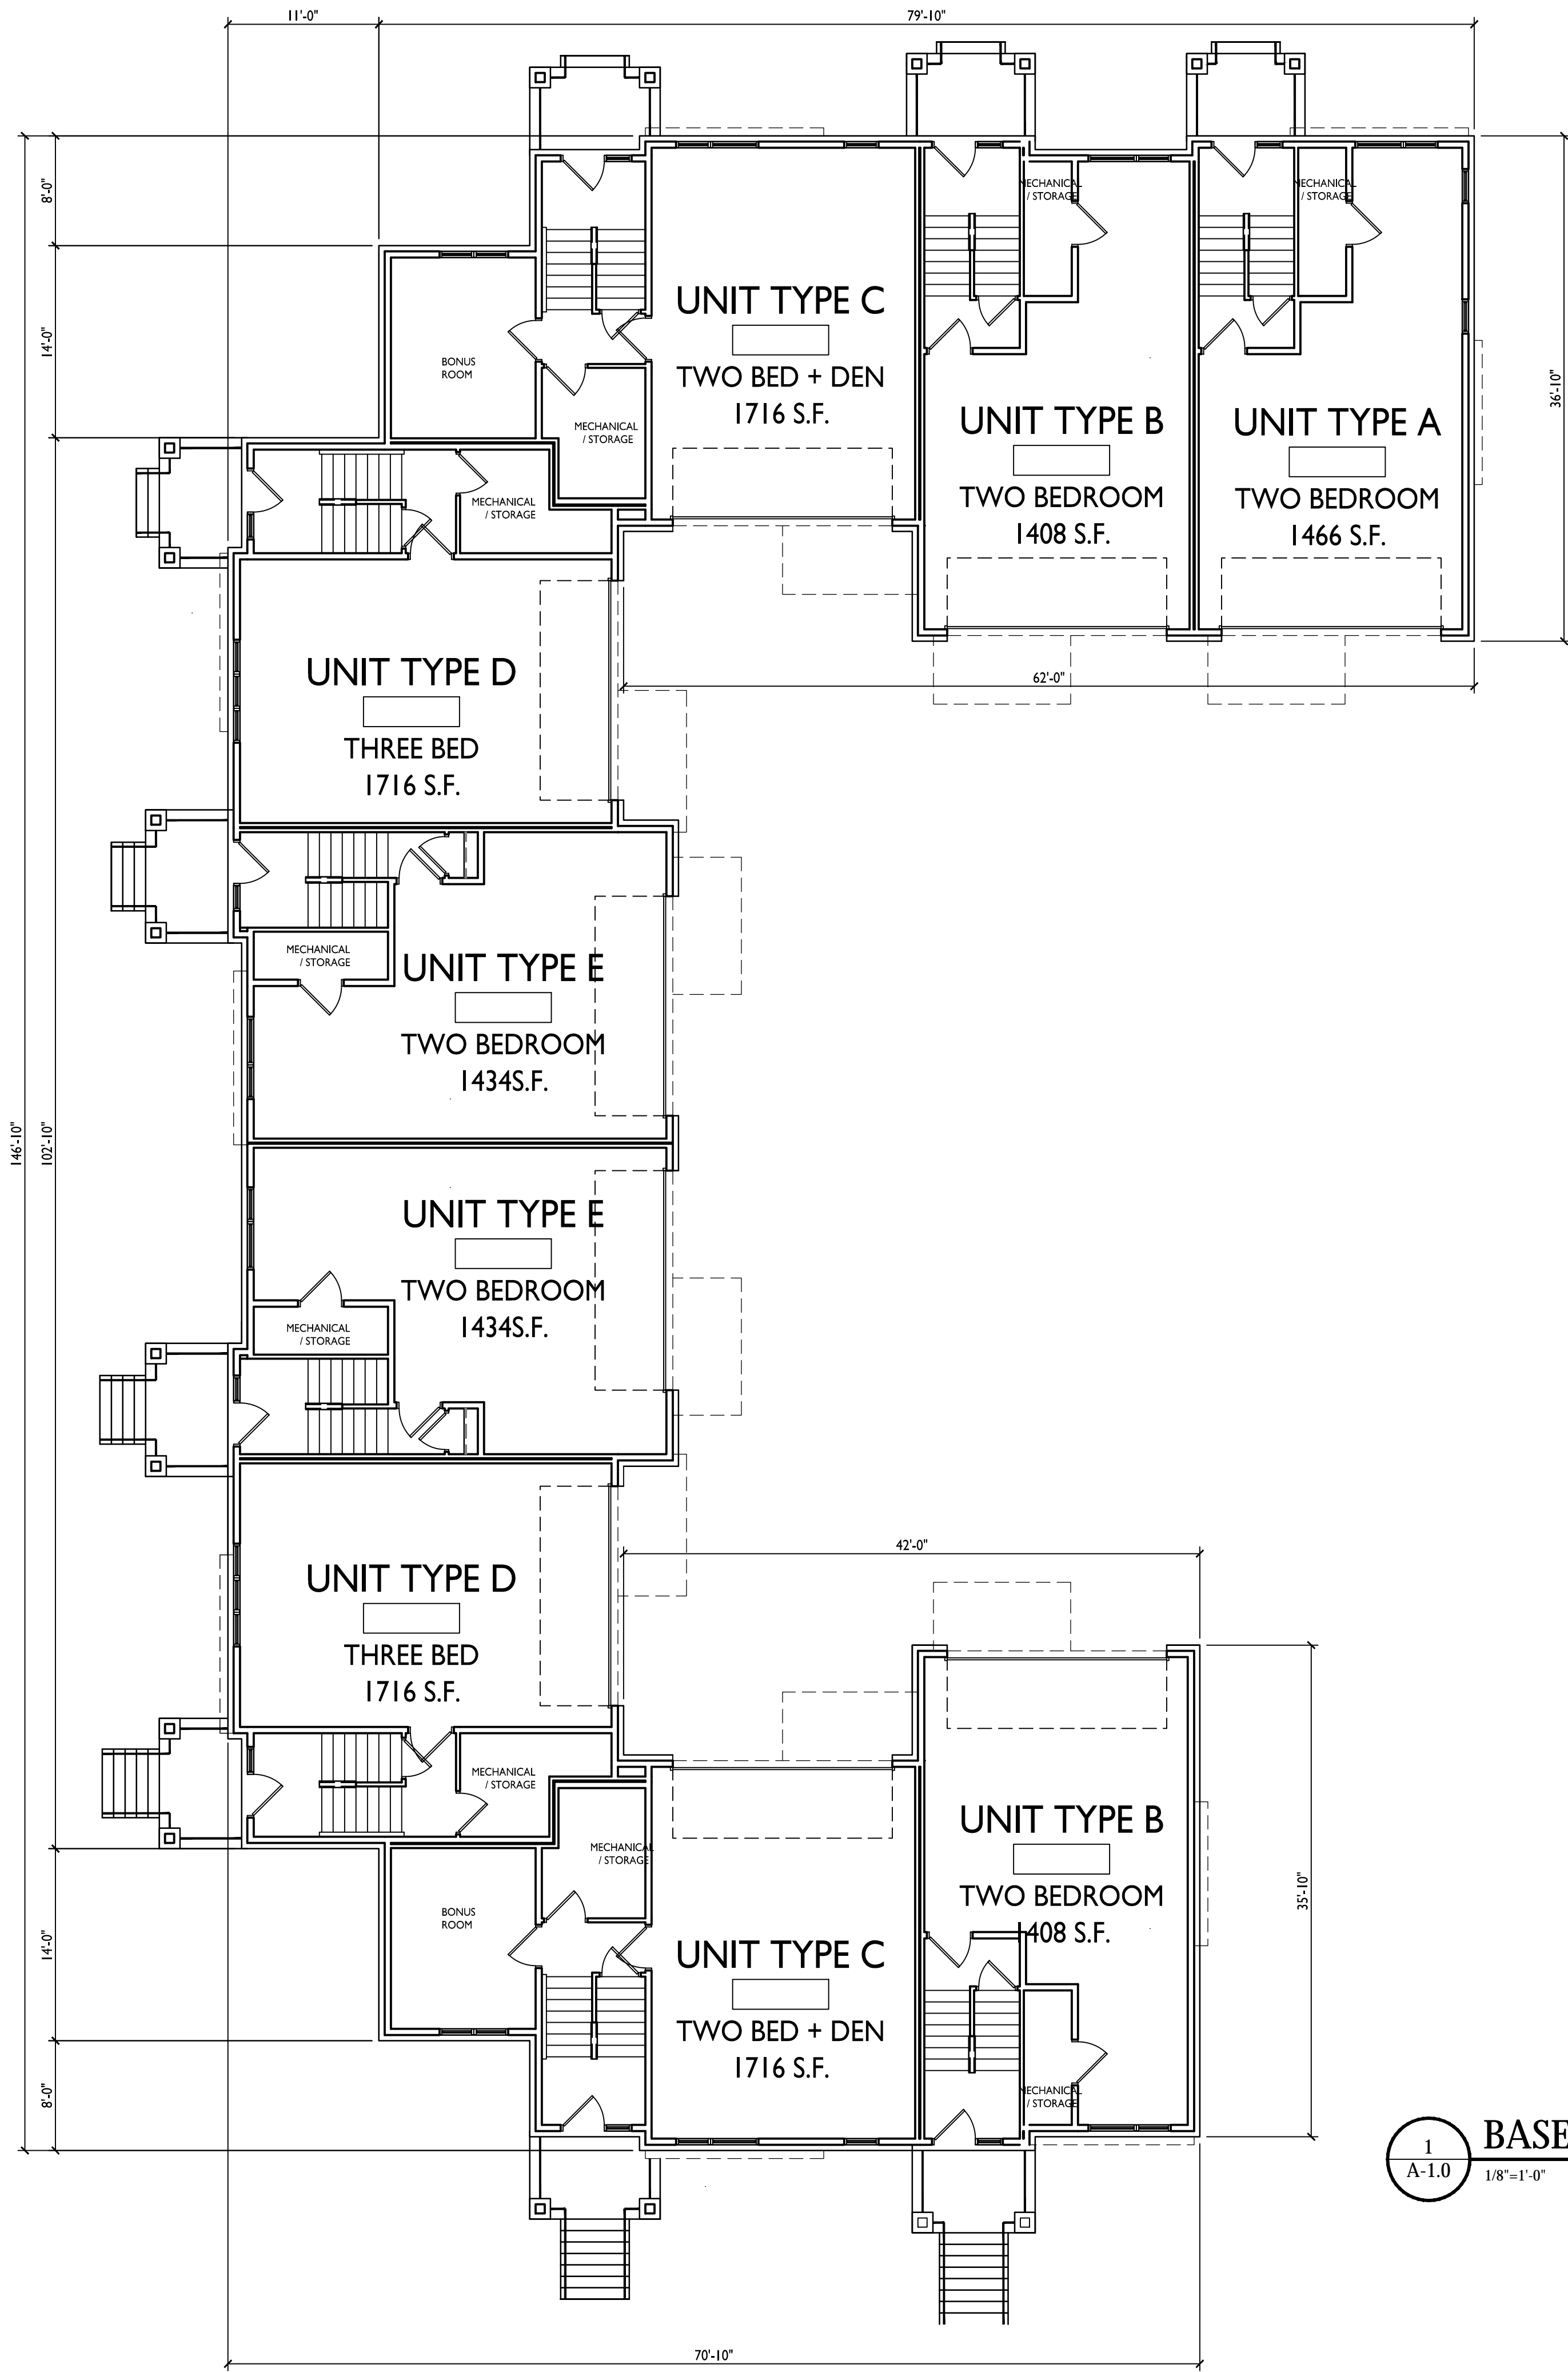 11'-0"
79'-10"
8'-0"
14'-0"
146'-10"
102'-10"
14'-0"
8'-0"
36'-10"
MECHANICAL
/ STORAGE
MECHANICAL
/ STORAGE
UNIT TYPE C
TWO BED + DEN
1716 S.F.
BONUS
ROOM
MECHANICAL
/ STORAGE
UNIT TYPE B
TWO BEDROOM
1408 S.F.
UNIT TYPE A
TWO BEDROOM
1466 S.F.
MECHANICAL
/ STORAGE
UNIT TYPE D
THREE BED
1716 S.F.
62'-0"
MECHANICAL
/ STORAGE
UNIT TYPE E
TWO BEDROOM
1434S.F.
UNIT TYPE E
TWO BEDROOM
1434S.F.
MECHANICAL
/ STORAGE
UNIT TYPE D
THREE BED
1716 S.F.
42'-0"
MECHANICAL
/ STORAGE
UNIT TYPE B
TWO BEDROOM
1408 S.F.
35'-10"
MECHANICAL
/ STORAGE
BONUS
ROOM
UNIT TYPE C
TWO BED + DEN
1716 S.F.
MECHANICAL
/ STORAGE
1
A-1.0
BASE
1/8"=1'-0"
70'-10"